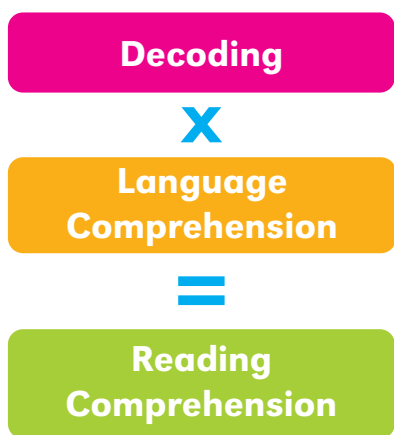 Decoding
x
Language
Comprehension
=
Reading
Comprehension